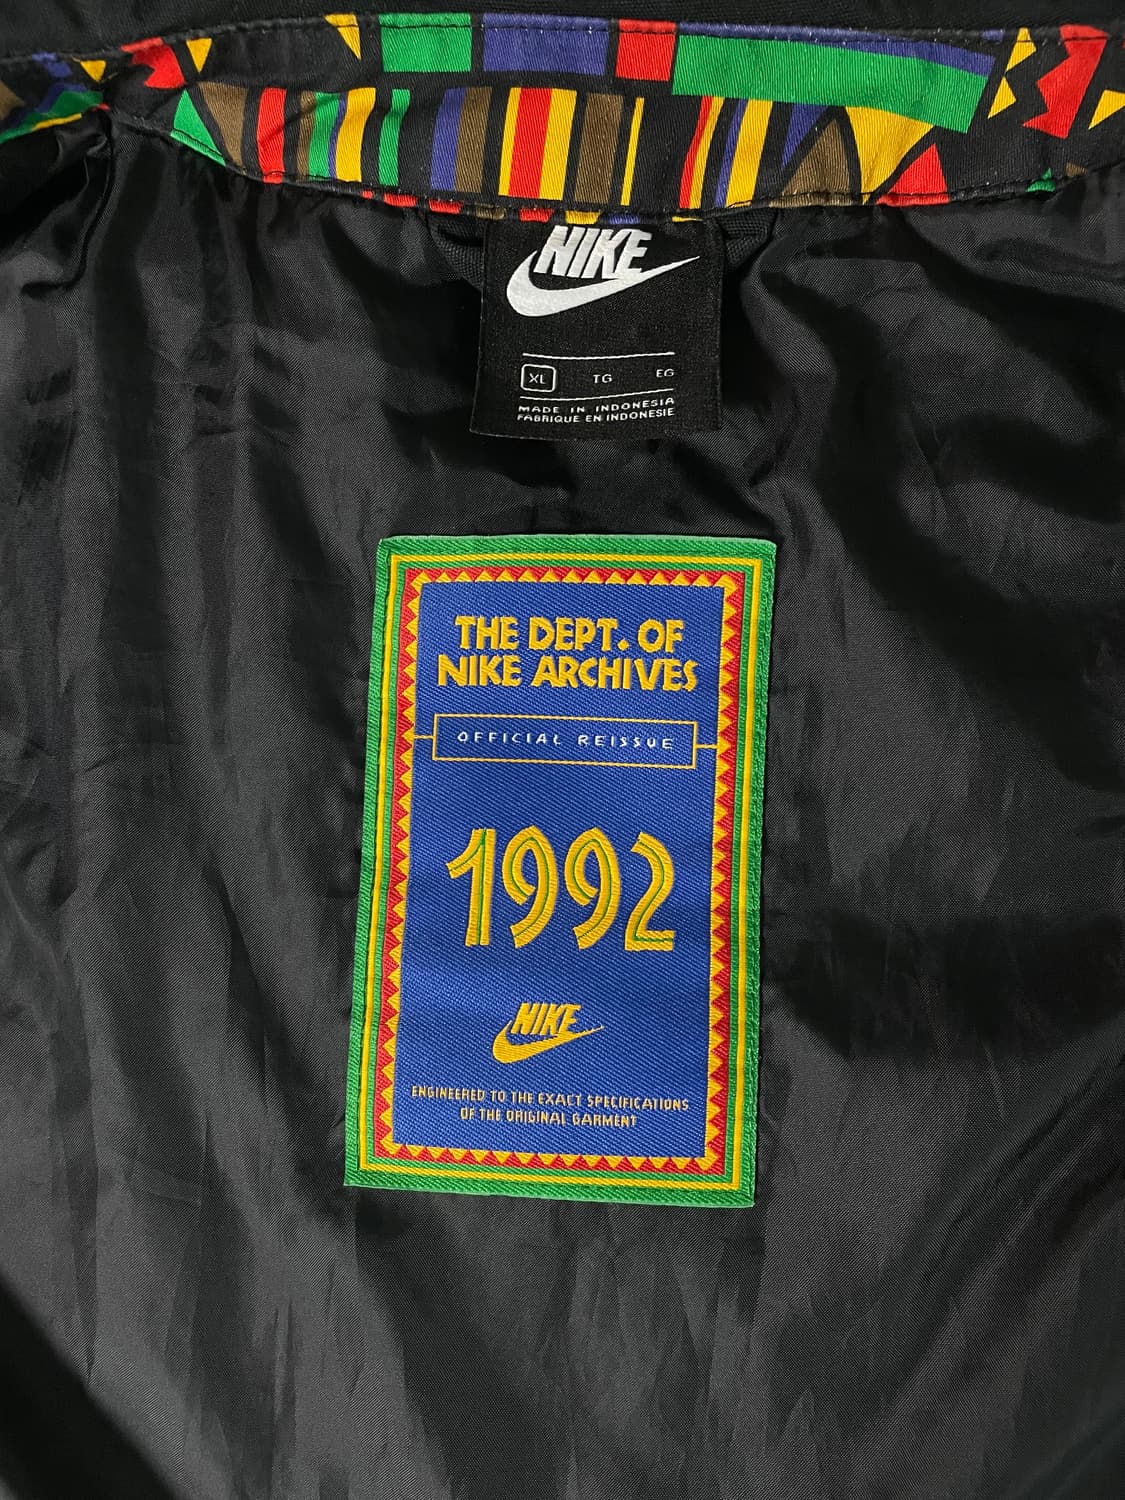 NIKE
XL TG EG
MADE IN INDONESIA
FABRIQUE EN INDONESIE
THE DEPT. OF
NIKE ARCHIVES
OFFICIAL REISSUE
1992
NIKE
ENGINEERED TO THE EXACT SPECIFICATIONS
OF THE ORIGINAL GARMENT